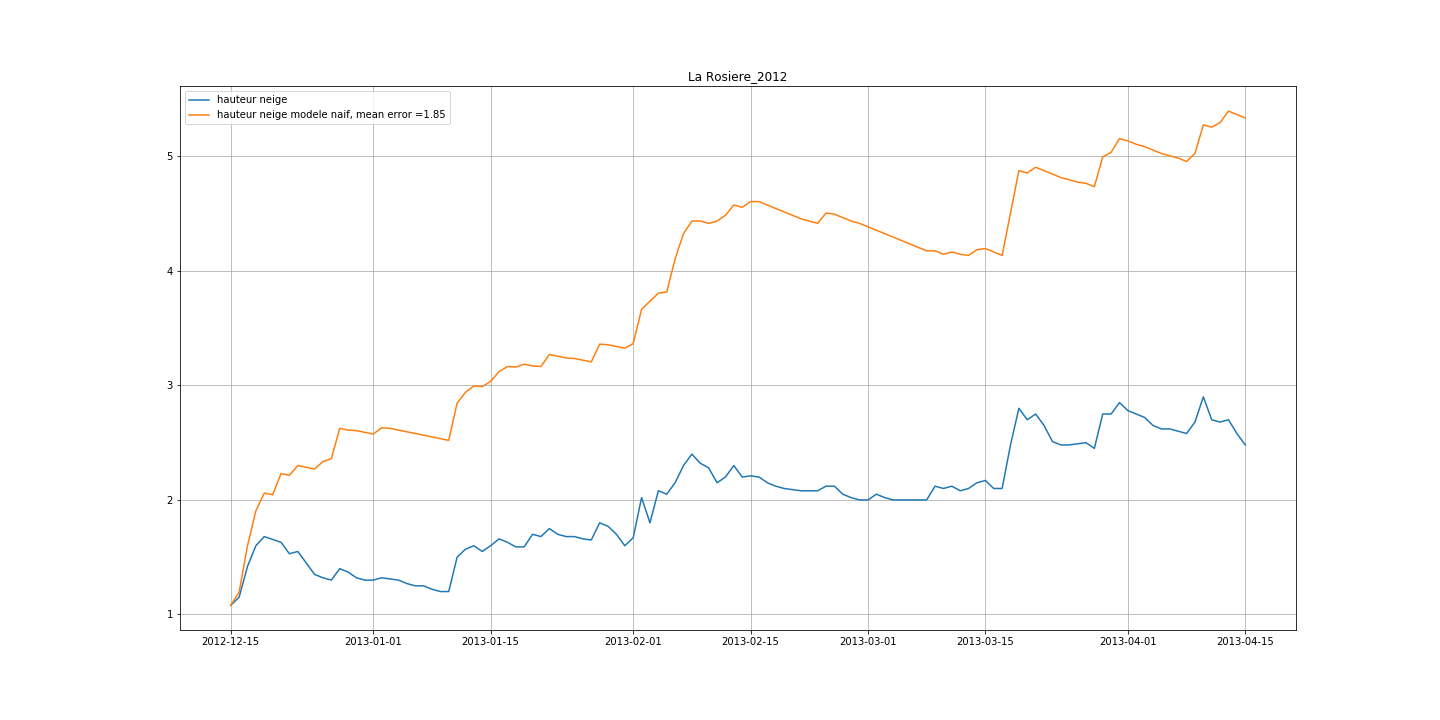 La Rosiere_2012
hauteur neige
hauteur neige modele naif, mean error =1.85
5
4
3
2
1
2012-12-15 2013-01-01 2013-01-15 2013-02-01 2013-02-15 2013-03-01 2013-03-15 2013-04-01 2013-04-15